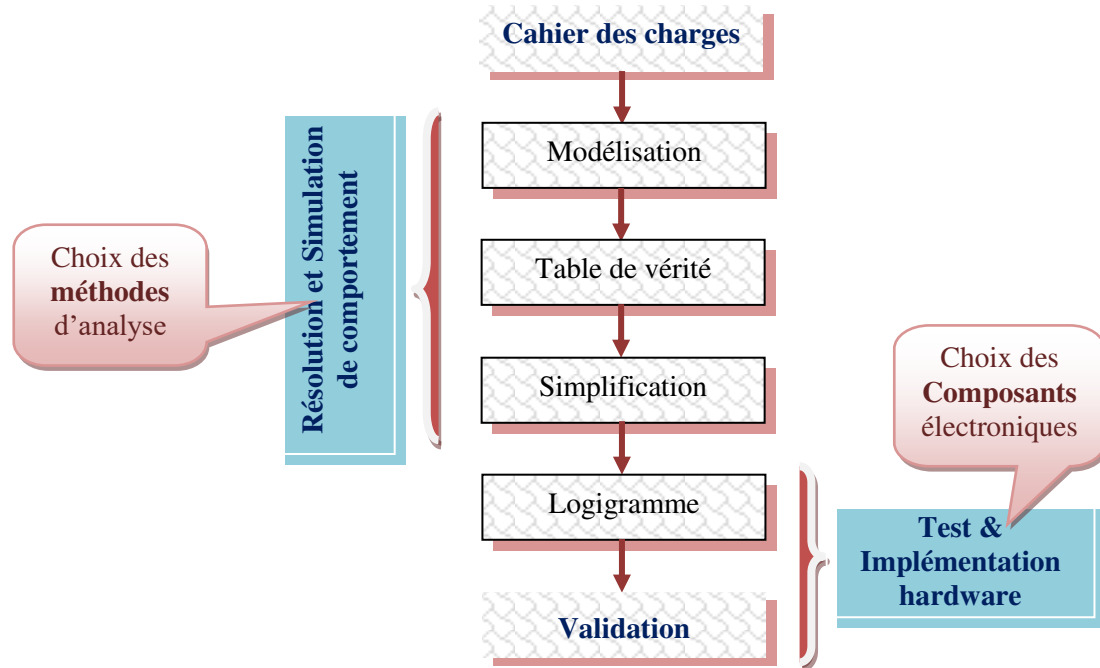 Cahier des charges
Modélisation
Résolution et Simulation
de comportement
Choix des
méthodes
d'analyse
Table de vérité
Simplification
Choix des
Composants
électroniques
Logigramme
Test &
Implémentation
hardware
Validation